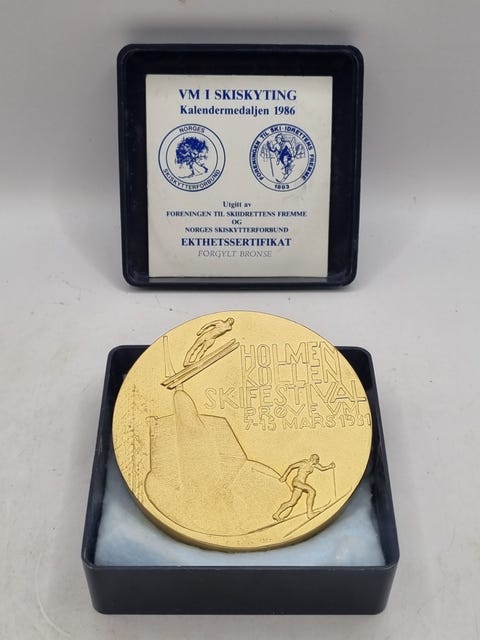 VM I SKISKYTING
Kalendermedaljen 1986
NORGES
SKISKYTTERFORBUND
FORENINGEN TIL SKI-IDRETTENS FREMME
1883
Utgitt av
FORENINGEN TIL SKIIDRETTENS FREMME
OG
NORGES SKISKYTTERFORBUND
EKTHETSSERTIFIKAT
FORGYLT BRONSE
HOLMEN
KOLLEN
SKIFESTIVAL
PRØVE VM
7-15 MARS 1981